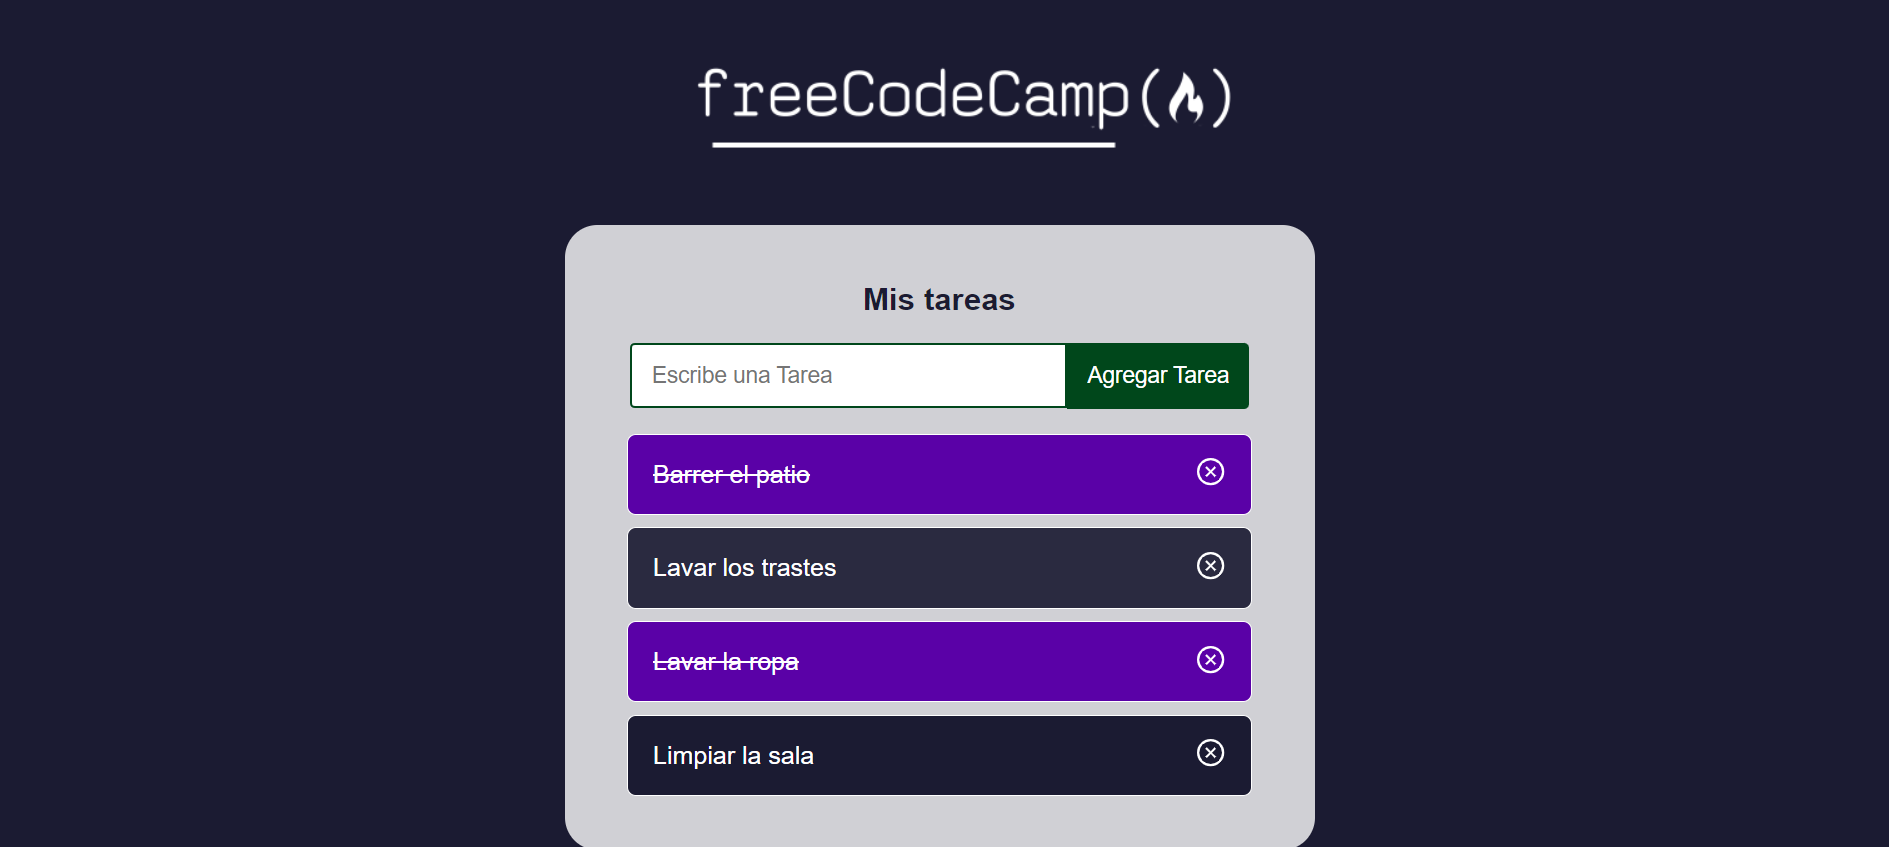 freeCodeCamp(🔥)
Mis tareas
Escribe una Tarea
Agregar Tarea
Barrer el patio
Lavar los trastes
Lavar la ropa
Limpiar la sala